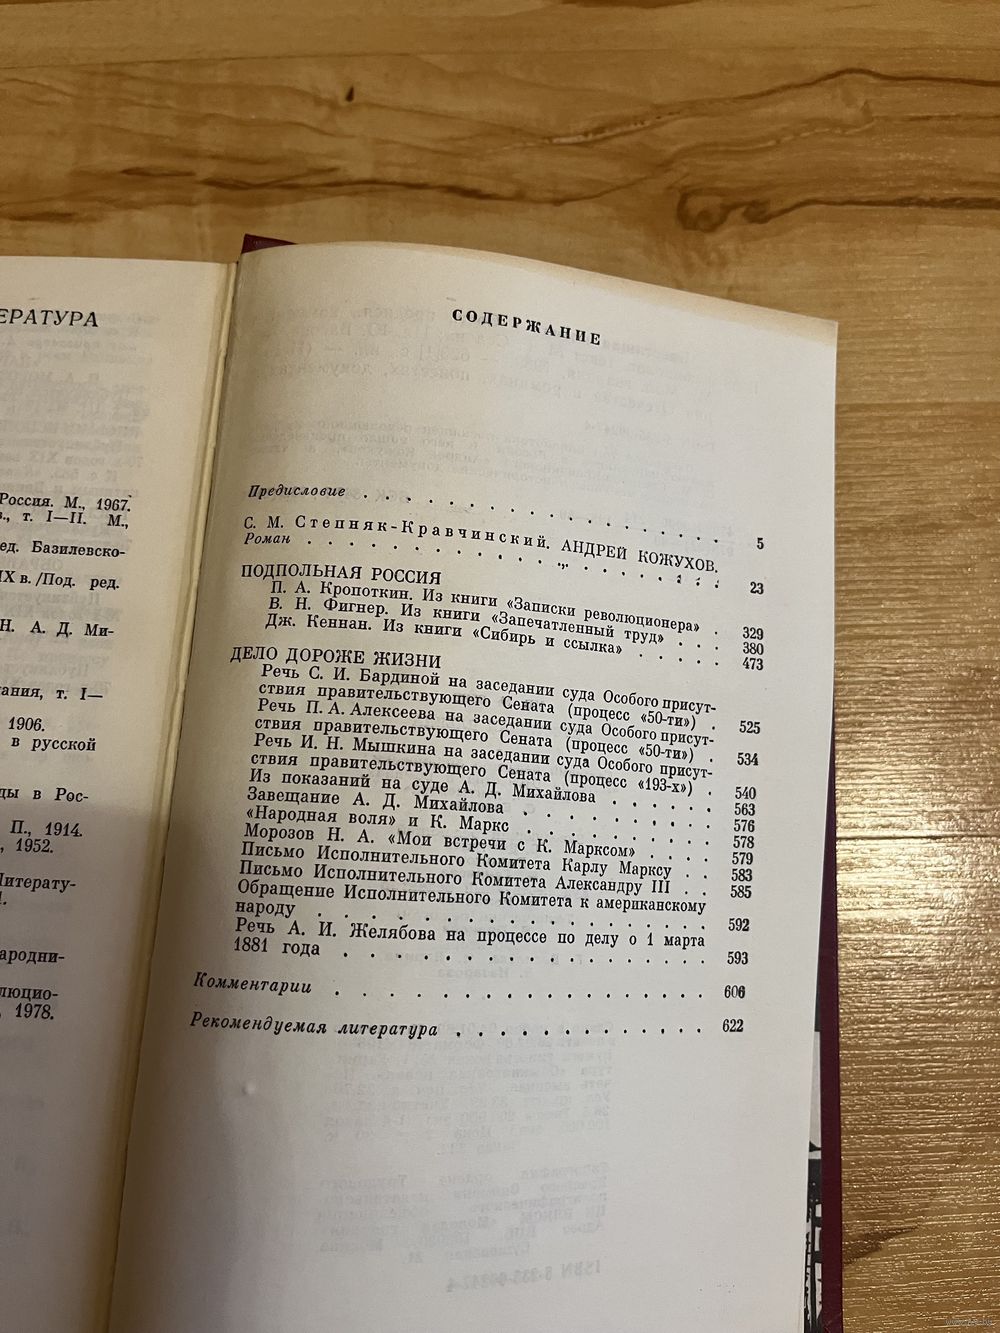 ЕРАТУРА
Россия. М., 1967.
в., т. I—II. М.,
ед. Базилевско-
IX в. /Под. ред.
Н. А. Д. Ми-
ания, т. I—
1906.
в русской
ды в Рос-
П., 1914.
, 1952.
Литерату-
ародни-
люцио-
, 1978.
СОДЕРЖАНИЕ
Предисловие . . . . . . . . . . . . . . . . 5
С. М. Степняк-Кравчинский. АНДРЕЙ КОЖУХОВ.
Роман . . . . . . . . . . . . . . . . 23
ПОДПОЛЬНАЯ РОССИЯ
П. А. Кропоткин. Из книги «Записки революционера» . 329
В. Н. Фигнер. Из книги «Запечатленный труд» . . . 380
Дж. Кеннан. Из книги «Сибирь и ссылка» . . . . . 473
ДЕЛО ДОРОЖЕ ЖИЗНИ
Речь С. И. Бардиной на заседании суда Особого присут-
ствия правительствующего Сената (процесс «50-ти») . 525
Речь П. А. Алексеева на заседании суда Особого присут-
ствия правительствующего Сената (процесс «50-ти») . 534
Речь И. Н. Мышкина на заседании суда Особого присут-
ствия правительствующего Сената (процесс «193-х») . 540
Из показаний на суде А. Д. Михайлова . . . . . . 563
Завещание А. Д. Михайлова . . . . . . . . . . 576
«Народная воля» и К. Маркс . . . . . . . . . . 578
Морозов Н. А. «Мои встречи с К. Марксом» . . . . 579
Письмо Исполнительного Комитета Карлу Марксу . . 583
Письмо Исполнительного Комитета Александру III . . 585
Обращение Исполнительного Комитета к американскому
народу . . . . . . . . . . . . . . . . 592
Речь А. И. Желябова на процессе по делу о 1 марта
1881 года . . . . . . . . . . . . . . . 593
Комментарии . . . . . . . . . . . . . . 606
Рекомендуемая литература . . . . . . . . . . 622